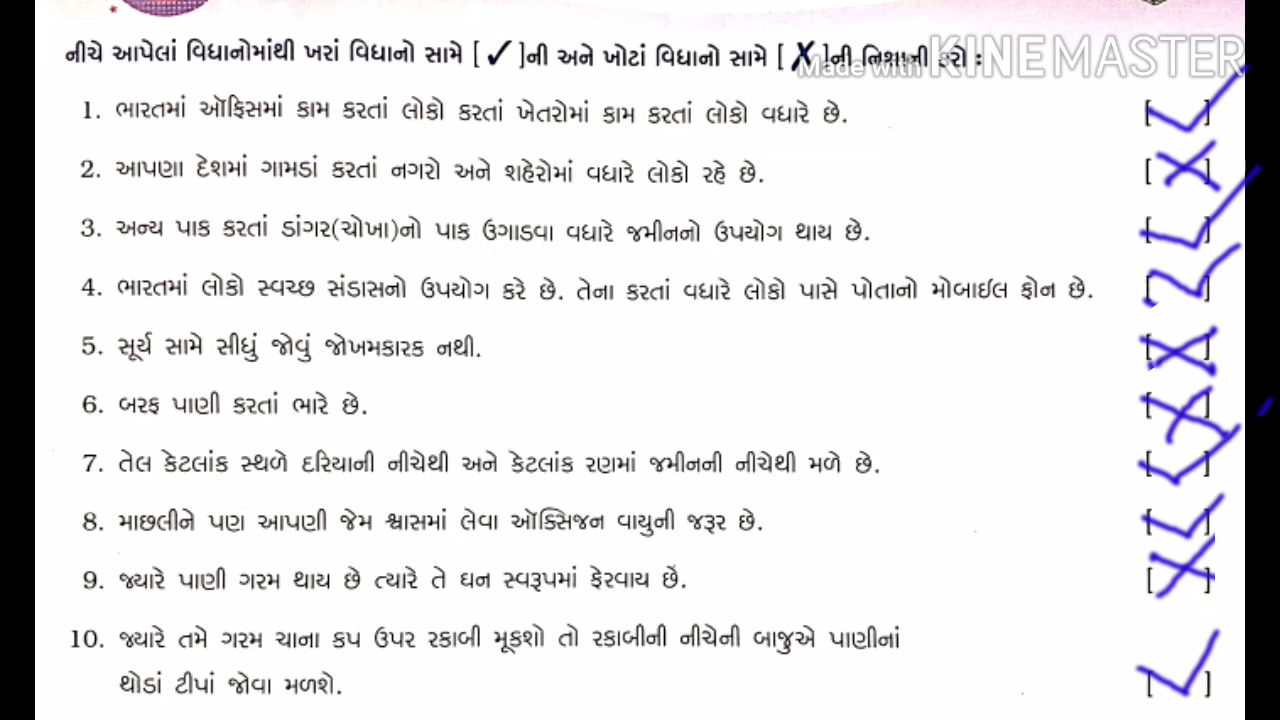 નીચે આપેલાં વિધાનોમાંથી ખરાં વિધાનો સામે [ ✓ ]ની અને ખોટાં વિધાનો સામે [ ✗ ]ની નિશાની કરો :
Made with KINEMASTER
1. ભારતમાં ઑફિસમાં કામ કરતાં લોકો કરતાં ખેતરોમાં કામ કરતાં લોકો વધારે છે. [ ✓ ]
2. આપણા દેશમાં ગામડાં કરતાં નગરો અને શહેરોમાં વધારે લોકો રહે છે. [ ✗ ]
3. અન્ય પાક કરતાં ડાંગર(ચોખા)નો પાક ઉગાડવા વધારે જમીનનો ઉપયોગ થાય છે. [ ✓ ]
4. ભારતમાં લોકો સ્વચ્છ સંડાસનો ઉપયોગ કરે છે. તેના કરતાં વધારે લોકો પાસે પોતાનો મોબાઈલ ફોન છે. [ ✓ ]
5. સૂર્ય સામે સીધું જોવું જોખમકારક નથી. [ ✗ ]
6. બરફ પાણી કરતાં ભારે છે. [ ✗ ]
7. તેલ કેટલાંક સ્થળે દરિયાની નીચેથી અને કેટલાંક રણમાં જમીનની નીચેથી મળે છે. [ ✓ ]
8. માછલીને પણ આપણી જેમ શ્વાસમાં લેવા ઑક્સિજન વાયુની જરૂર છે. [ ✓ ]
9. જ્યારે પાણી ગરમ થાય છે ત્યારે તે ઘન સ્વરૂપમાં ફેરવાય છે. [ ✗ ]
10. જ્યારે તમે ગરમ ચાના કપ ઉપર રકાબી મૂકશો તો રકાબીની નીચેની બાજુએ પાણીનાં
થોડાં ટીપાં જોવા મળશે. [ ✓ ]